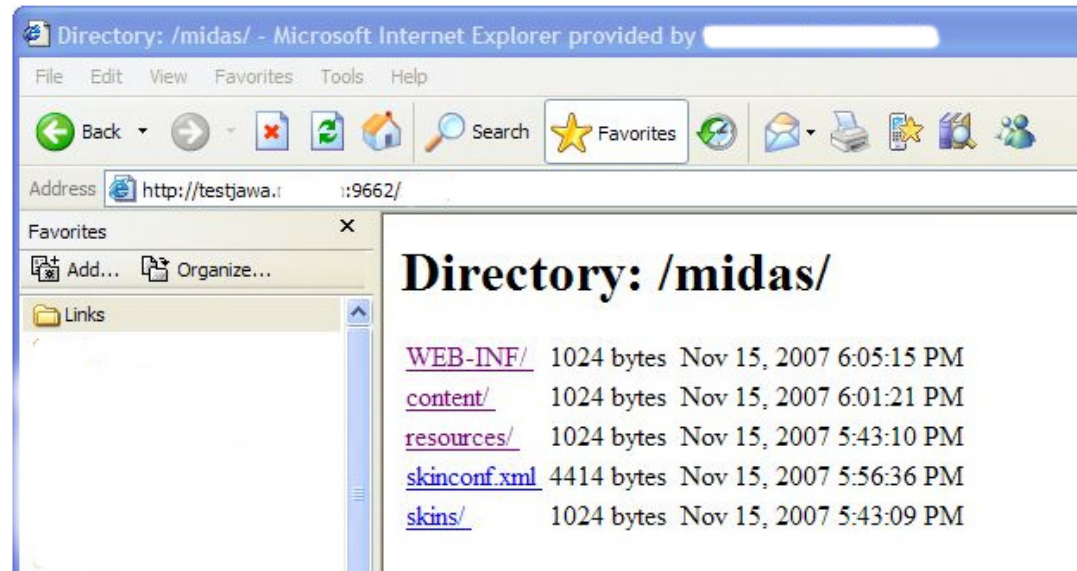 Directory: /midas/ - Microsoft Internet Explorer provided by
File Edit View Favorites Tools Help
Back Search Favorites
Address http://testjawa. :9662/
Favorites
Add... Organize...
Links
Directory: /midas/
WEB-INF/ 1024 bytes Nov 15, 2007 6:05:15 PM
content/ 1024 bytes Nov 15, 2007 6:01:21 PM
resources/ 1024 bytes Nov 15, 2007 5:43:10 PM
skinconf.xml 4414 bytes Nov 15, 2007 5:56:36 PM
skins/ 1024 bytes Nov 15, 2007 5:43:09 PM